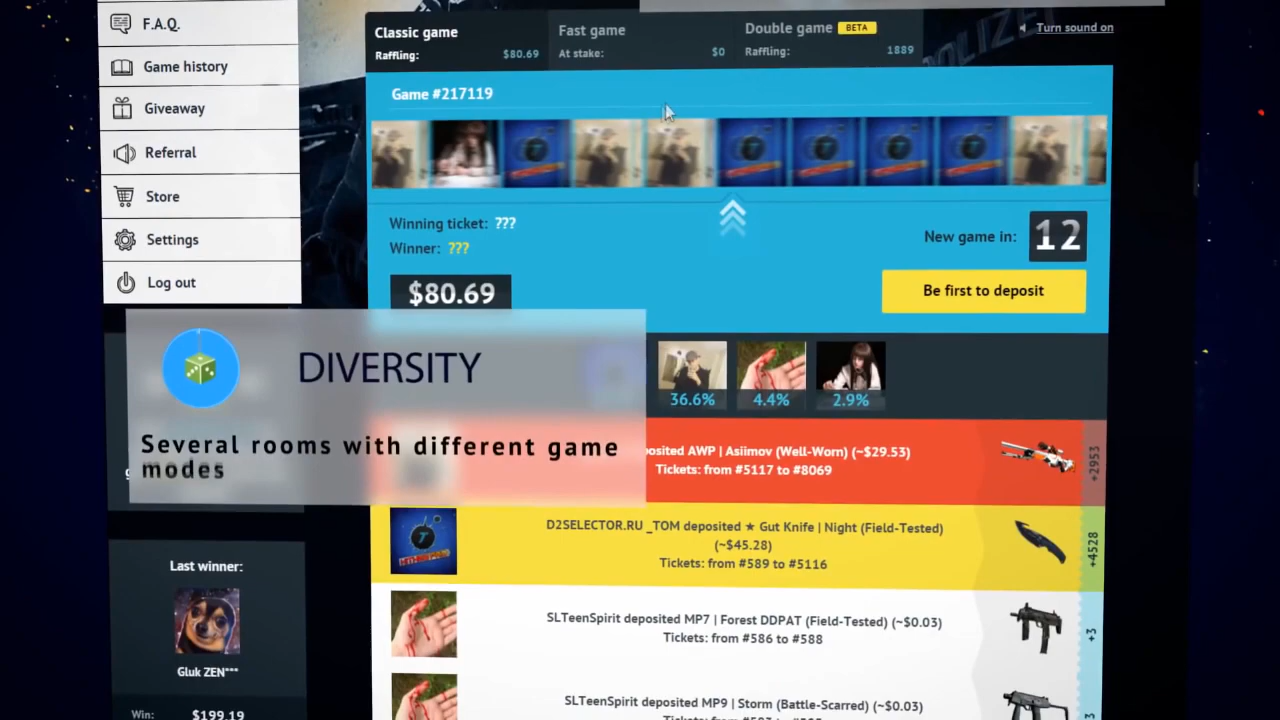 F.A.Q.
Game history
Giveaway
Referral
Store
Settings
Log out
Classic game
Raffling: $80.69
Fast game
At stake: $0
Double game BETA
Raffling: 1889
Turn sound on
POLIZEI
Game #217119
Winning ticket: ???
Winner: ???
$80.69
New game in: 12
Be first to deposit
DIVERSITY
Several rooms with different game
modes
36.6% 4.4% 2.9%
posited AWP | Asiimov (Well-Worn) (~$29.53)
Tickets: from #5117 to #8069
+2953
D2SELECTOR.RU _TOM deposited ★ Gut Knife | Night (Field-Tested)
(~$45.28)
Tickets: from #589 to #5116
+4528
SLTeenSpirit deposited MP7 | Forest DDPAT (Field-Tested) (~$0.03)
Tickets: from #586 to #588
+3
SLTeenSpirit deposited MP9 | Storm (Battle-Scarred) (~$0.03)
Last winner:
Gluk ZEN***
Win: $199.19